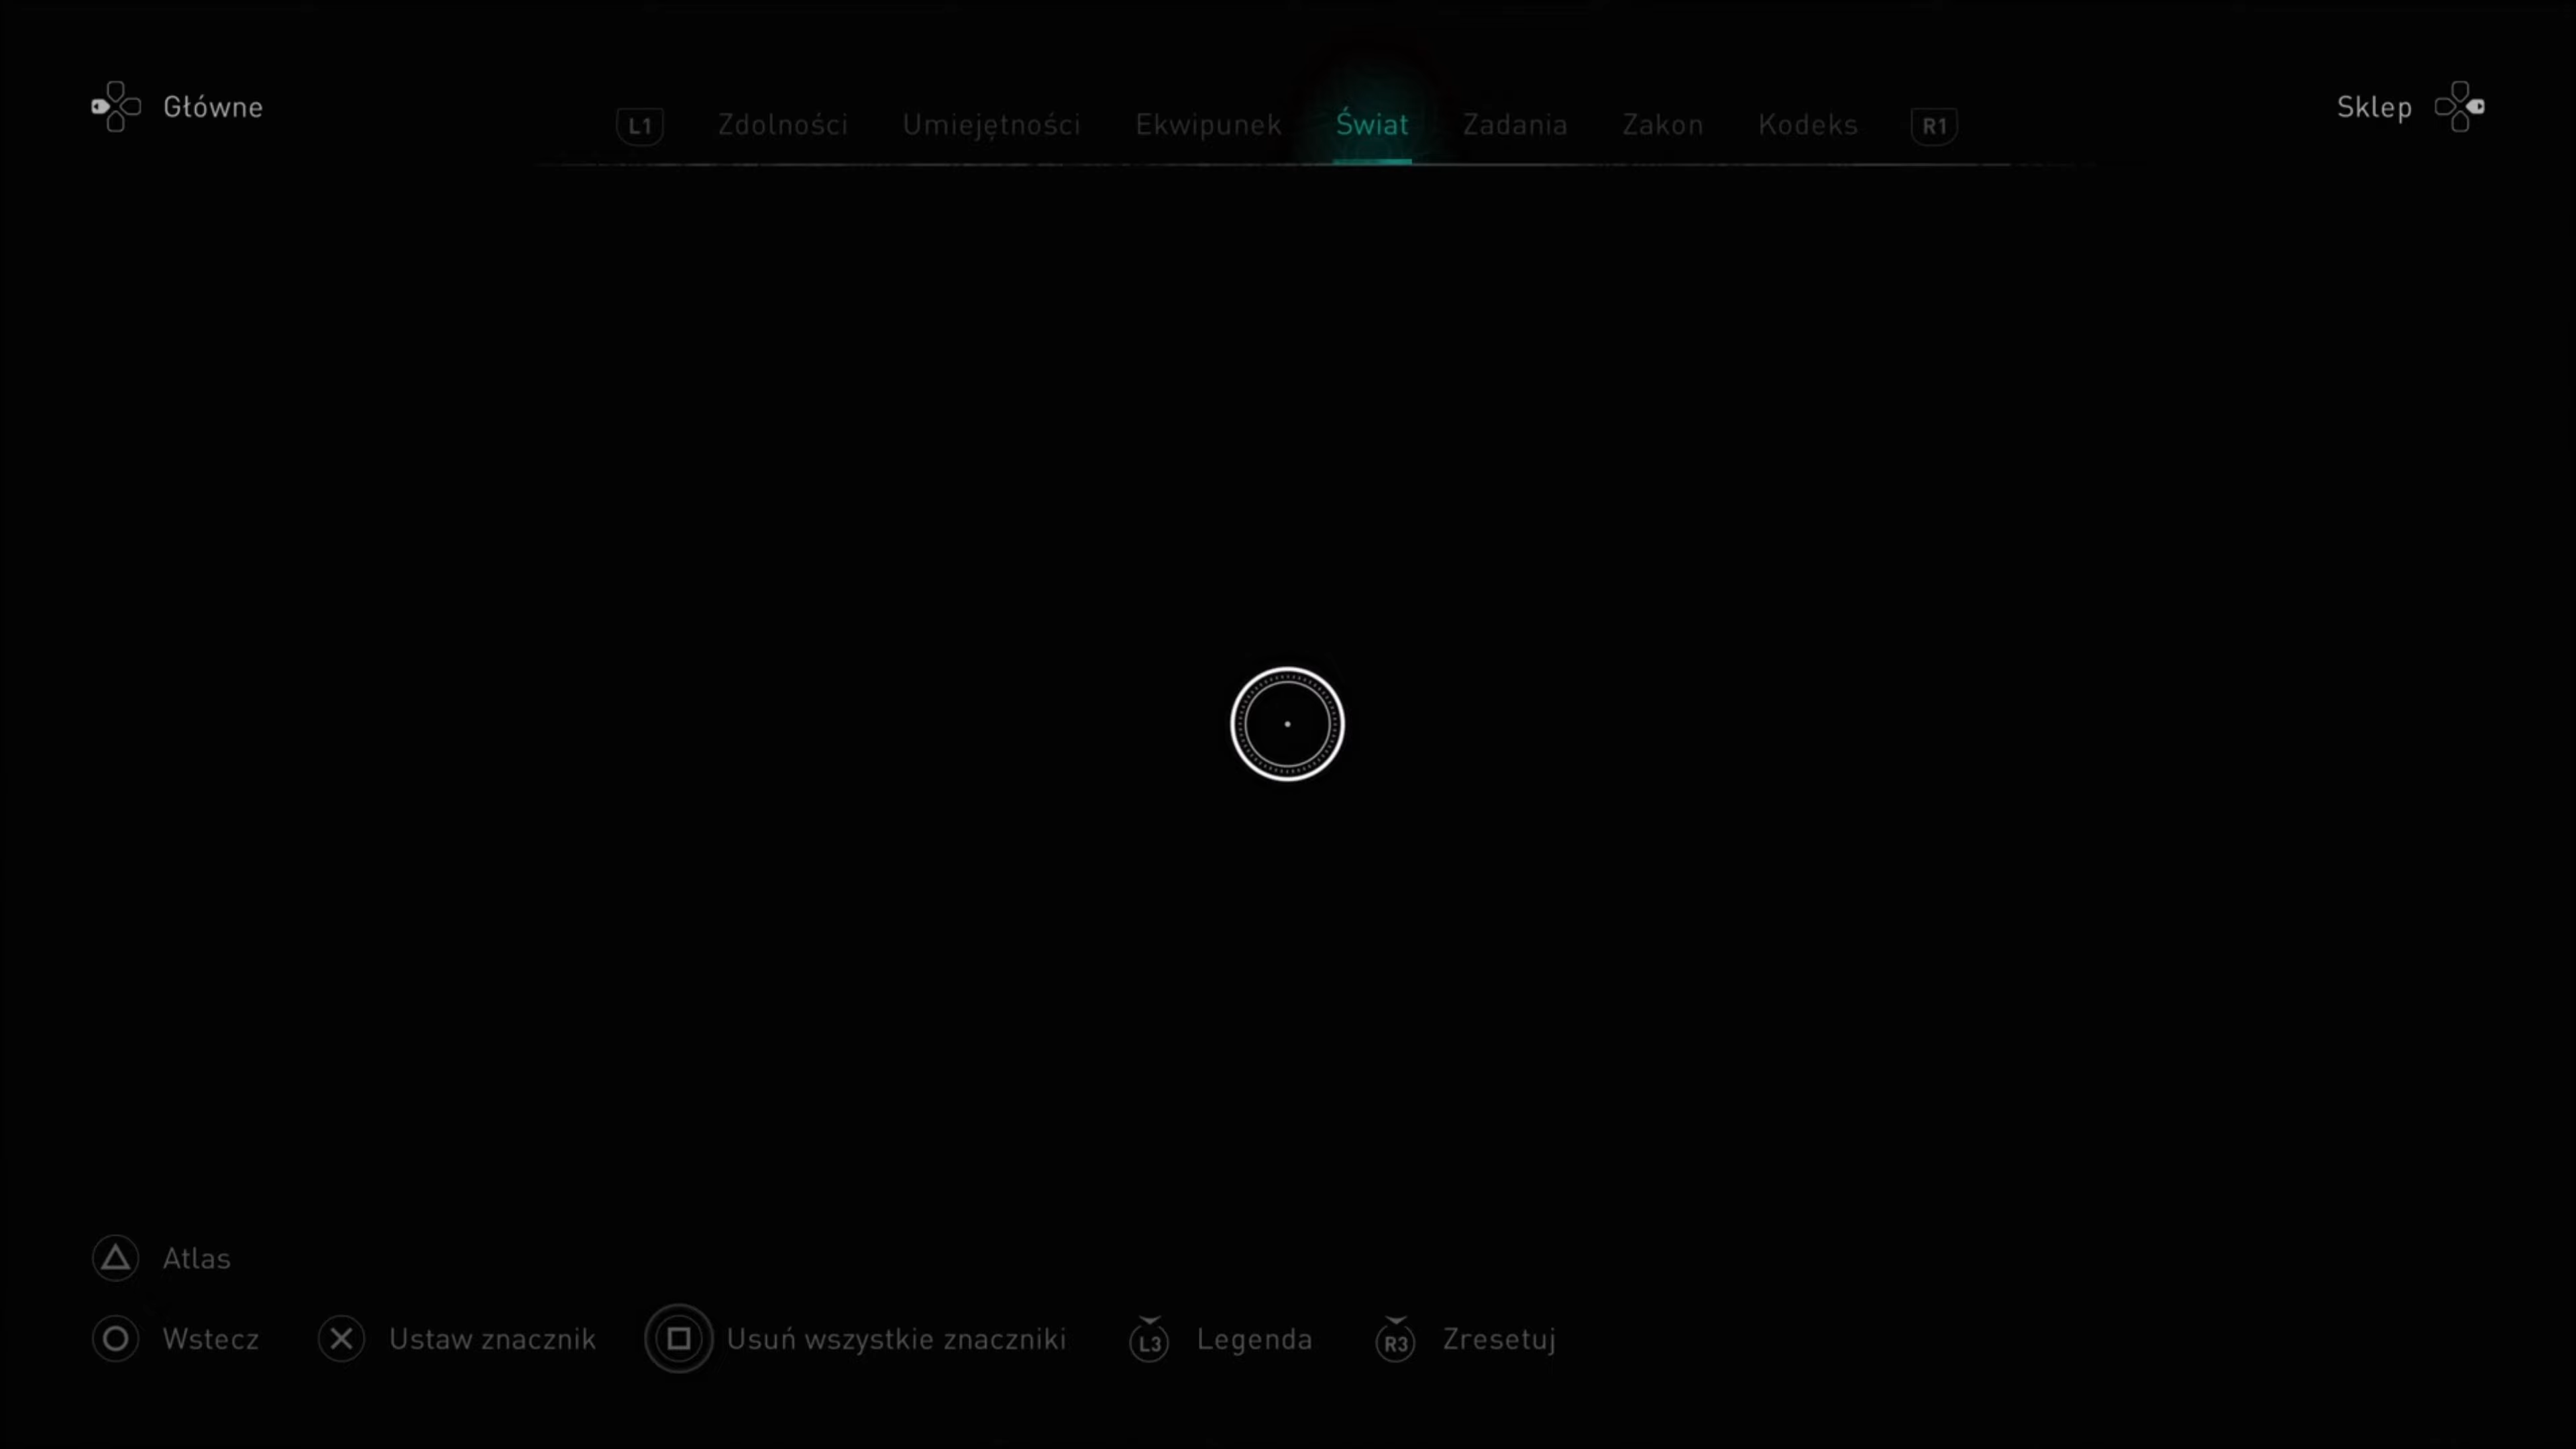 Główne
L1 Zdolności Umiejętności Ekwipunek Świat Zadania Zakon Kodeks R1
Sklep
Atlas
Wstecz Ustaw znacznik Usuń wszystkie znaczniki L3 Legenda R3 Zresetuj